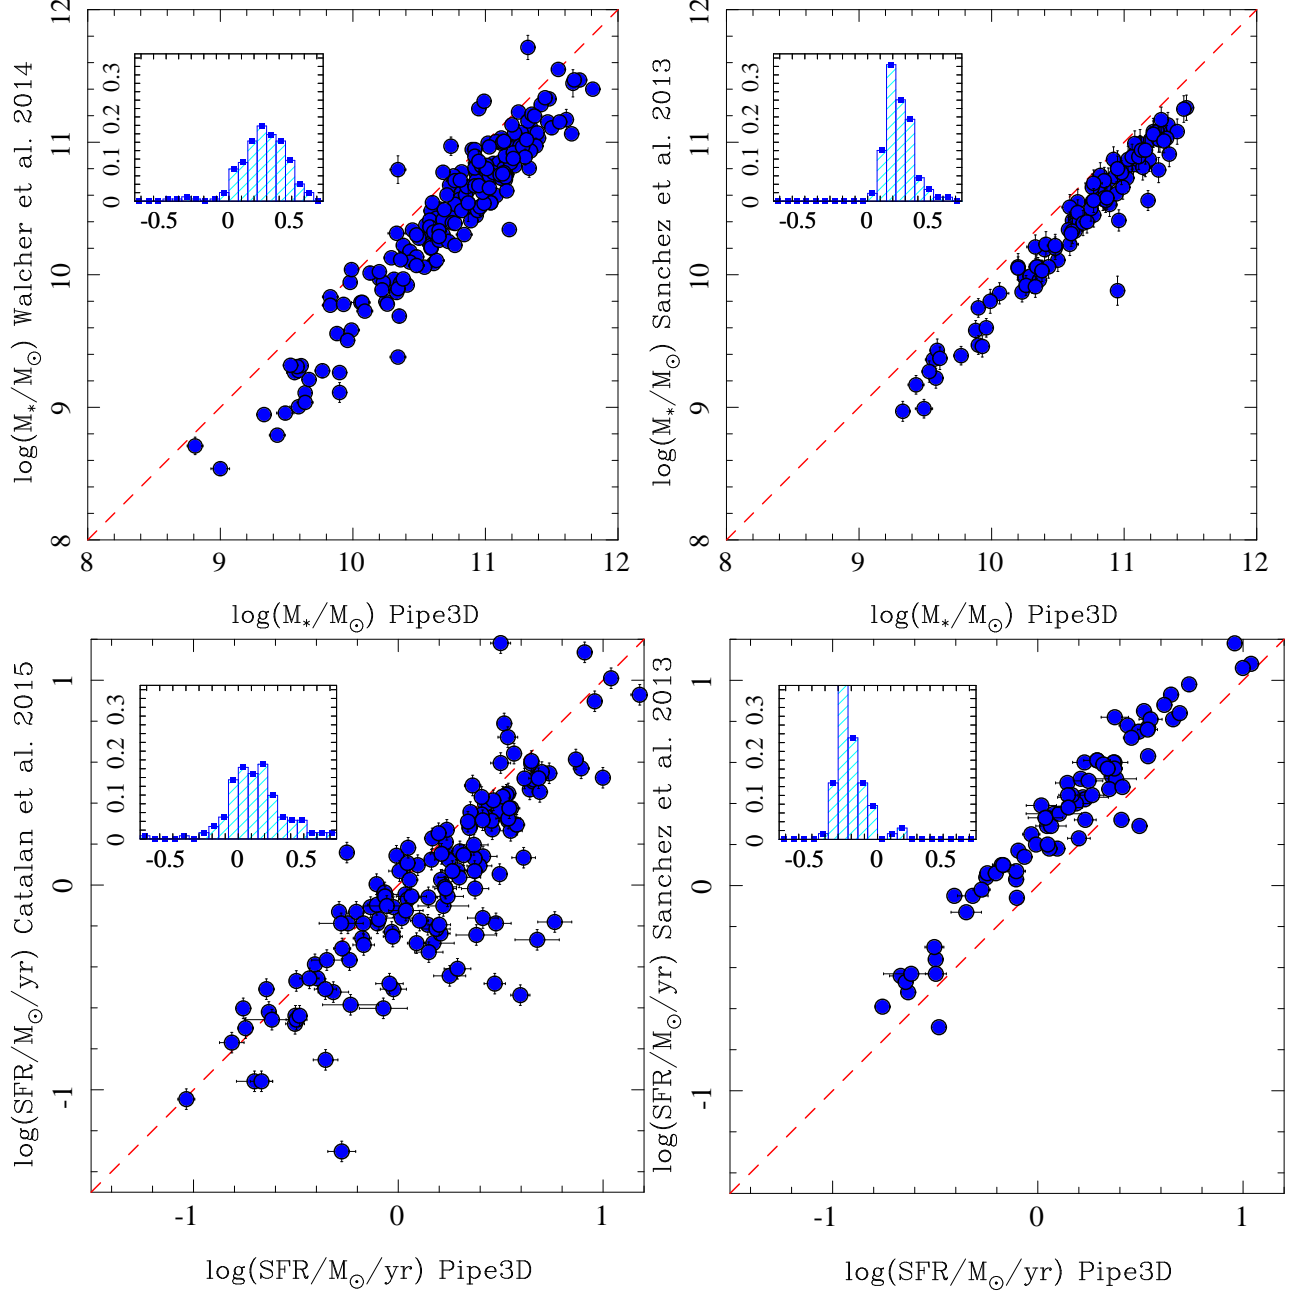 12
11
10
9
8
log(M*/M⊙) Walcher et al. 2014
0.3
0.2
0.1
0
-0.5 0 0.5
8 9 10 11 12
log(M*/M⊙) Pipe3D
12
11
10
9
8
log(M*/M⊙) Sanchez et al. 2013
0.3
0.2
0.1
0
-0.5 0 0.5
8 9 10 11 12
log(M*/M⊙) Pipe3D
1
0
-1
log(SFR/M⊙/yr) Catalan et al. 2015
0.3
0.2
0.1
0
-0.5 0 0.5
-1 0 1
log(SFR/M⊙/yr) Pipe3D
1
0
-1
log(SFR/M⊙/yr) Sanchez et al. 2013
0.3
0.2
0.1
0
-0.5 0 0.5
-1 0 1
log(SFR/M⊙/yr) Pipe3D